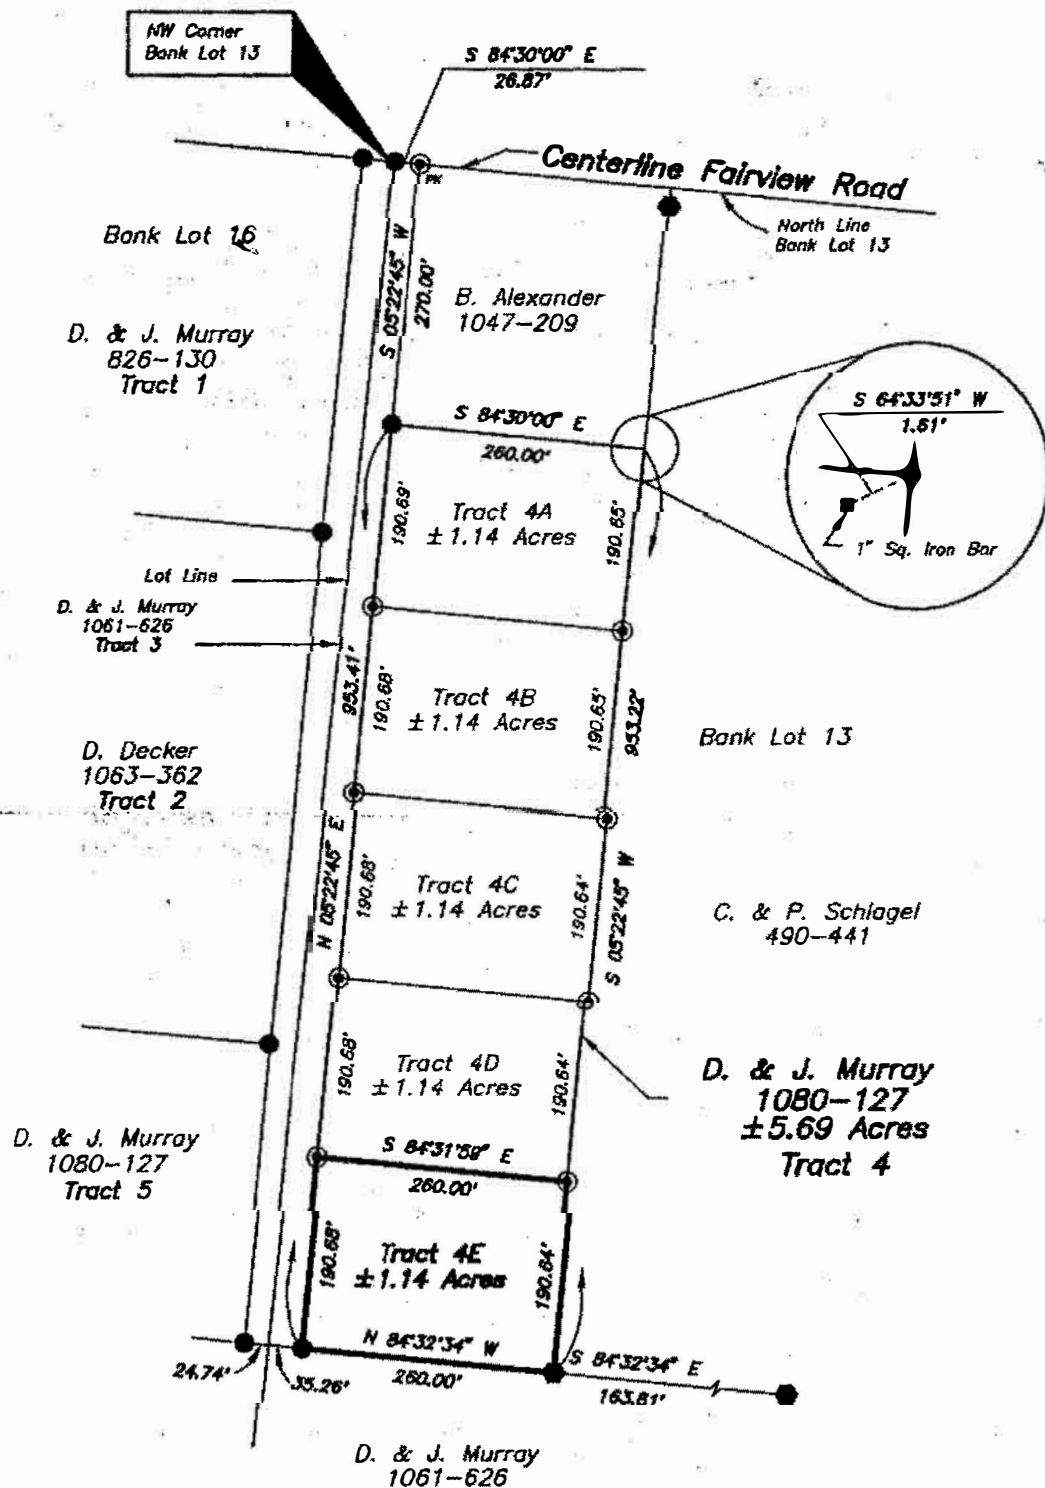 NW Corner
Bank Lot 13
S 84°30'00" E
26.87'
Centerline Fairview Road
PK
North Line
Bank Lot 13
Bank Lot 16
S 05°22'45" W
270.00'
B. Alexander
1047-209
D. & J. Murray
826-130
Tract 1
S 84°30'00" E
260.00'
S 64°33'51" W
1.61'
1" Sq. Iron Bar
190.69'
Tract 4A
±1.14 Acres
190.65'
Lot Line
D. & J. Murray
1061-626
Tract 3
953.41'
190.68'
Tract 4B
±1.14 Acres
190.65'
953.22'
Bank Lot 13
D. Decker
1063-362
Tract 2
N 05°22'45" E
190.68'
Tract 4C
±1.14 Acres
190.64'
S 05°22'45" W
C. & P. Schlagel
490-441
190.68'
Tract 4D
±1.14 Acres
190.64'
D. & J. Murray
1080-127
±5.69 Acres
Tract 4
D. & J. Murray
1080-127
Tract 5
S 84°31'59" E
260.00'
190.68'
Tract 4E
±1.14 Acres
190.64'
N 84°32'34" W
260.00'
S 84°32'34" E
163.81'
24.74'
35.26'
D. & J. Murray
1061-626